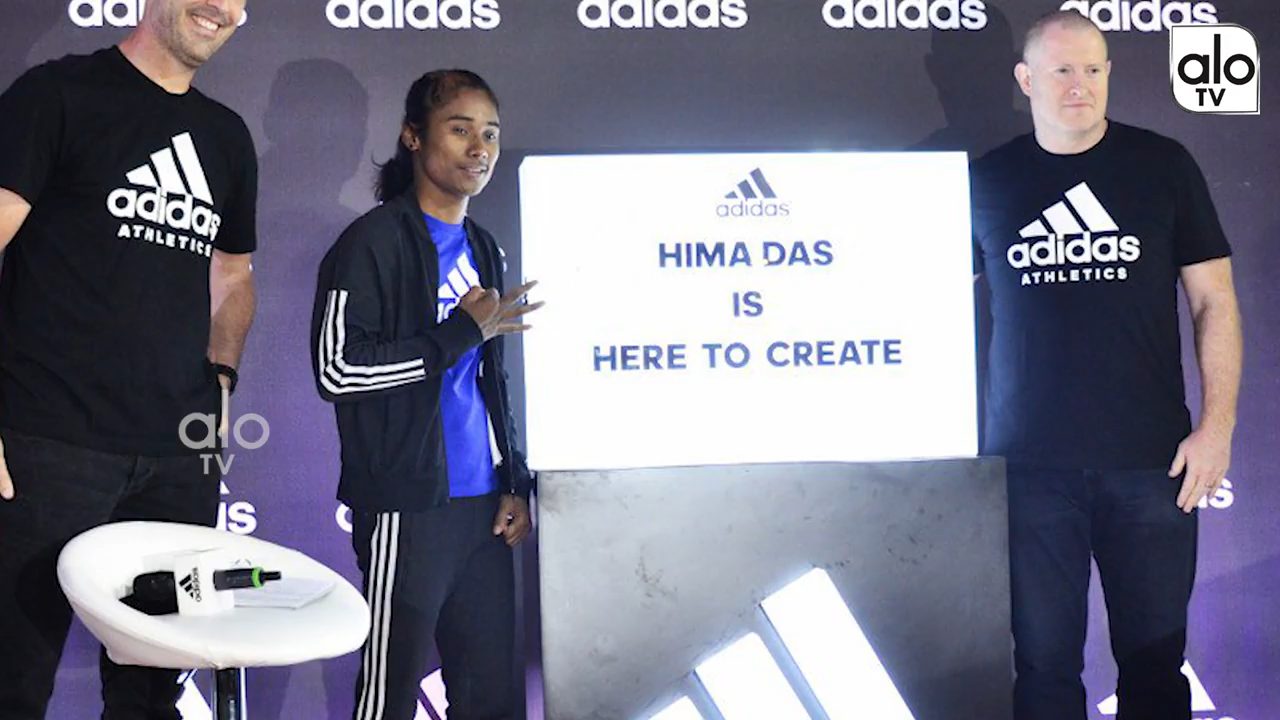 adidas
adidas
adidas
adidas
adidas
alo
TV
adidas
ATHLETICS
adidas
HIMA DAS
IS
HERE TO CREATE
adidas
ATHLETICS
alo
TV
adidas